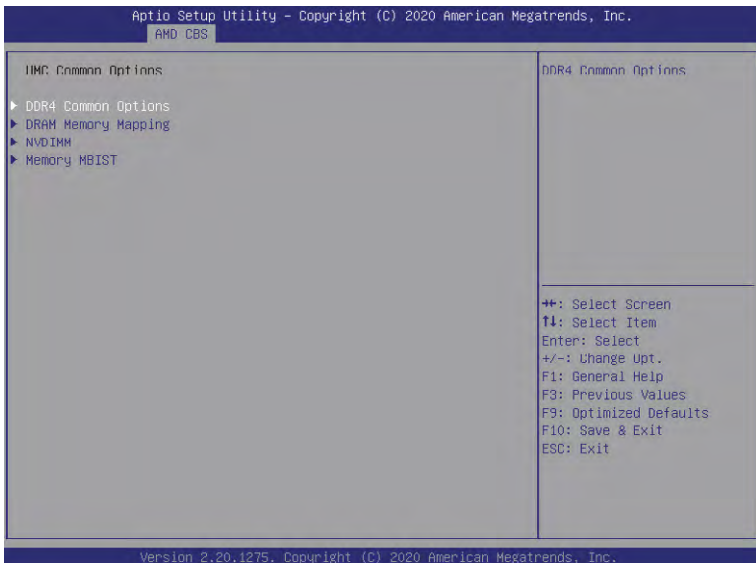 Aptio Setup Utility – Copyright (C) 2020 American Megatrends, Inc.
AMD CBS
UMC Common Options
DDR4 Common Options
DRAM Memory Mapping
NVDIMM
Memory MBIST
DDR4 Common Options
→←: Select Screen
↑↓: Select Item
Enter: Select
+/-: Change Opt.
F1: General Help
F3: Previous Values
F9: Optimized Defaults
F10: Save & Exit
ESC: Exit
Version 2.20.1275. Copyright (C) 2020 American Megatrends, Inc.